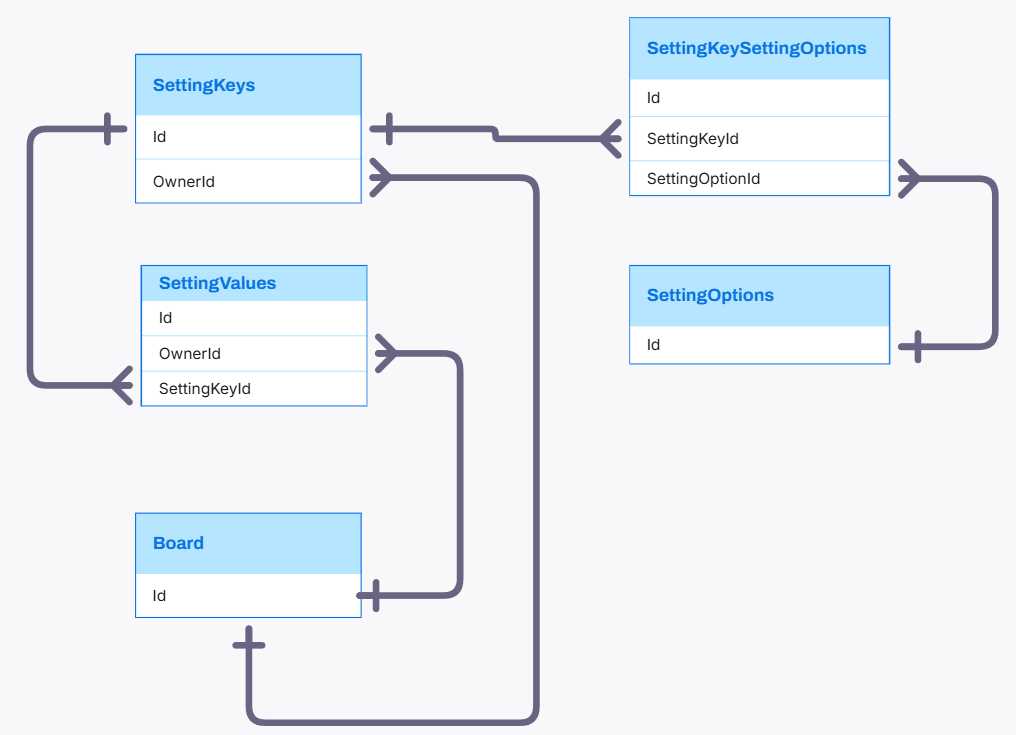 SettingKeys
Id
OwnerId
SettingKeySettingOptions
Id
SettingKeyId
SettingOptionId
SettingValues
Id
OwnerId
SettingKeyId
SettingOptions
Id
Board
Id